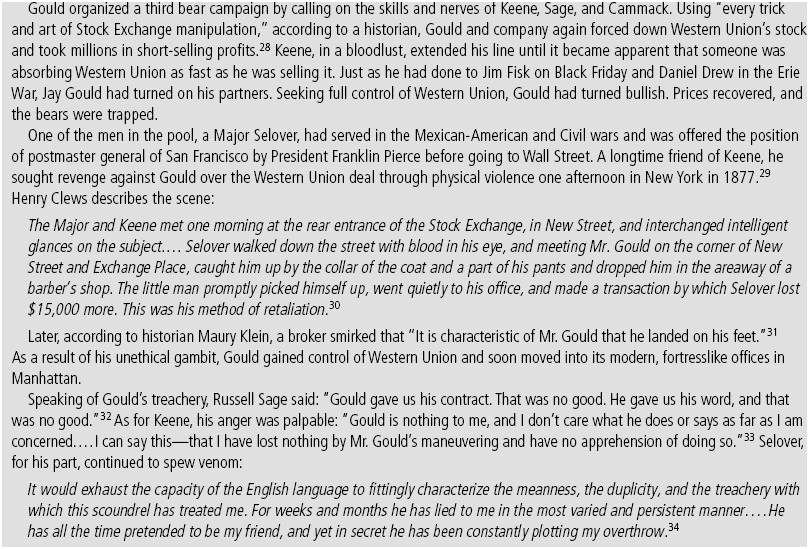 Gould organized a third bear campaign by calling on the skills and nerves of Keene, Sage, and Cammack. Using “every trick
and art of Stock Exchange manipulation,” according to a historian, Gould and company again forced down Western Union’s stock
and took millions in short-selling profits.28 Keene, in a bloodlust, extended his line until it became apparent that someone was
absorbing Western Union as fast as he was selling it. Just as he had done to Jim Fisk on Black Friday and Daniel Drew in the Erie
War, Jay Gould had turned on his partners. Seeking full control of Western Union, Gould had turned bullish. Prices recovered, and
the bears were trapped.
One of the men in the pool, a Major Selover, had served in the Mexican-American and Civil wars and was offered the position
of postmaster general of San Francisco by President Franklin Pierce before going to Wall Street. A longtime friend of Keene, he
sought revenge against Gould over the Western Union deal through physical violence one afternoon in New York in 1877.29
Henry Clews describes the scene:
The Major and Keene met one morning at the rear entrance of the Stock Exchange, in New Street, and interchanged intelligent
glances on the subject.… Selover walked down the street with blood in his eye, and meeting Mr. Gould on the corner of New
Street and Exchange Place, caught him up by the collar of the coat and a part of his pants and dropped him in the areaway of a
barber’s shop. The little man promptly picked himself up, went quietly to his office, and made a transaction by which Selover lost
$15,000 more. This was his method of retaliation.30
Later, according to historian Maury Klein, a broker smirked that “It is characteristic of Mr. Gould that he landed on his feet.”31
As a result of his unethical gambit, Gould gained control of Western Union and soon moved into its modern, fortresslike offices in
Manhattan.
Speaking of Gould’s treachery, Russell Sage said: “Gould gave us his contract. That was no good. He gave us his word, and that
was no good.”32 As for Keene, his anger was palpable: “Gould is nothing to me, and I don’t care what he does or says as far as I am
concerned.…I can say this—that I have lost nothing by Mr. Gould’s maneuvering and have no apprehension of doing so.”33 Selover,
for his part, continued to spew venom:
It would exhaust the capacity of the English language to fittingly characterize the meanness, the duplicity, and the treachery with
which this scoundrel has treated me. For weeks and months he has lied to me in the most varied and persistent manner.…He
has all the time pretended to be my friend, and yet in secret he has been constantly plotting my overthrow.34